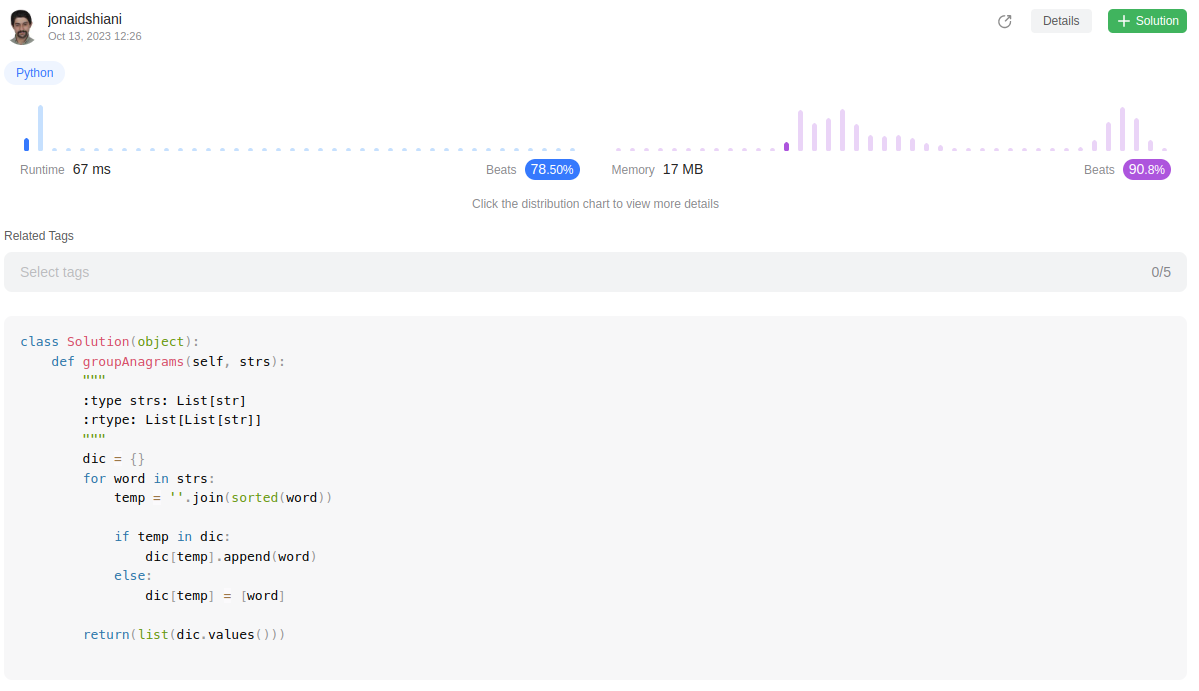 jonaidshiani
Oct 13, 2023 12:26
Details
Solution
Python
Runtime 67 ms
Beats 78.50%
Memory 17 MB
Beats 90.8%
Click the distribution chart to view more details
Related Tags
Select tags
0/5
class Solution(object):
    def groupAnagrams(self, strs):
        """
        :type strs: List[str]
        :rtype: List[List[str]]
        """
        dic = {}
        for word in strs:
            temp = ''.join(sorted(word))
            if temp in dic:
                dic[temp].append(word)
            else:
                dic[temp] = [word]
        return(list(dic.values()))